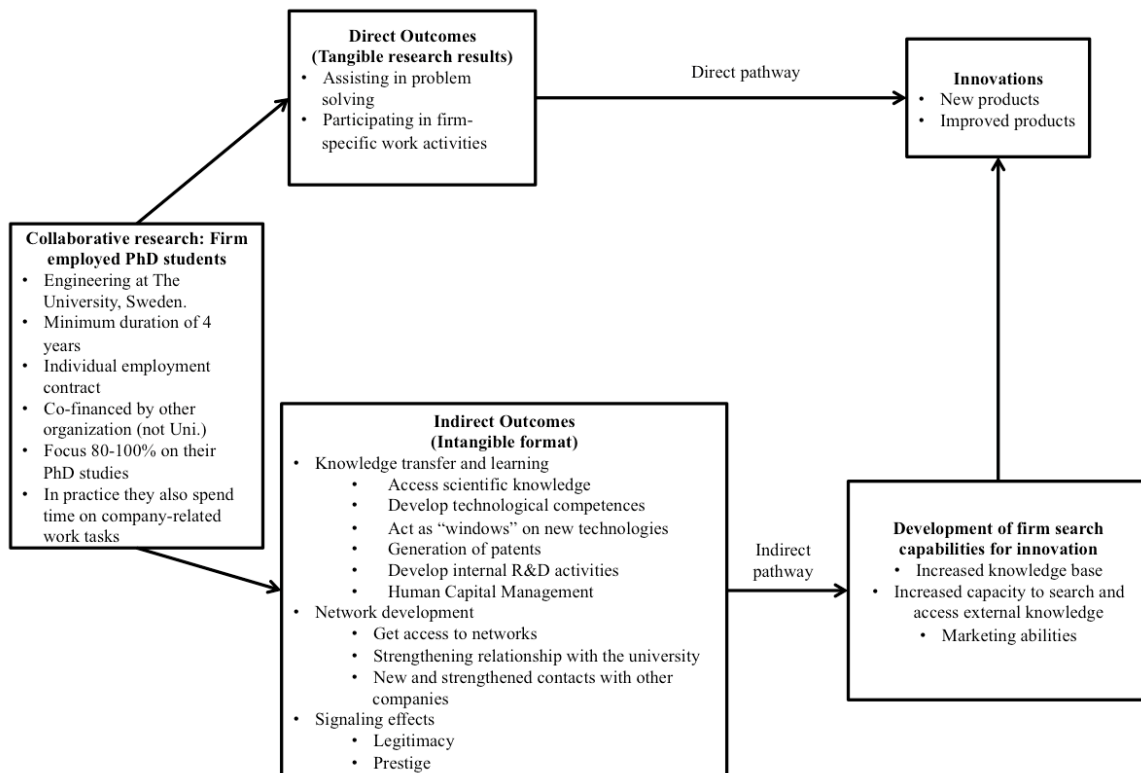 Direct Outcomes
(Tangible research results)
• Assisting in problem
solving
• Participating in firm-
specific work activities
Direct pathway
Innovations
• New products
• Improved products
Collaborative research: Firm
employed PhD students
• Engineering at The
University, Sweden.
• Minimum duration of 4
years
• Individual employment
contract
• Co-financed by other
organization (not Uni.)
• Focus 80-100% on their
PhD studies
• In practice they also spend
time on company-related
work tasks
Indirect Outcomes
(Intangible format)
• Knowledge transfer and learning
• Access scientific knowledge
• Develop technological competences
• Act as “windows” on new technologies
• Generation of patents
• Develop internal R&D activities
• Human Capital Management
• Network development
• Get access to networks
• Strengthening relationship with the university
• New and strengthened contacts with other
companies
• Signaling effects
• Legitimacy
• Prestige
Indirect
pathway
Development of firm search
capabilities for innovation
• Increased knowledge base
• Increased capacity to search and
access external knowledge
• Marketing abilities